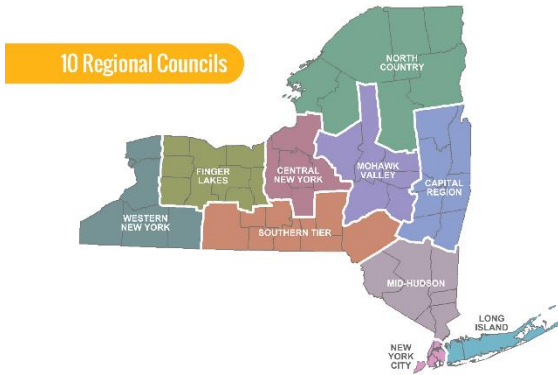 10 Regional Councils
NORTH
COUNTRY
FINGER
LAKES
CENTRAL
NEW YORK
MOHAWK
VALLEY
CAPITAL
REGION
WESTERN
NEW YORK
SOUTHERN TIER
MID-HUDSON
LONG
ISLAND
NEW
YORK
CITY